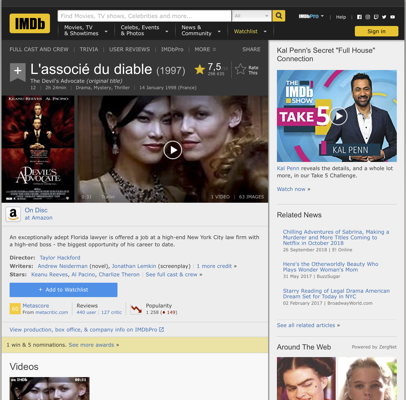 IMDb
Find Movies, TV shows, Celebrities and more...
All
Movies, TV & Showtimes
Celebs, Events & Photos
News & Community
Watchlist
IMDbPro
Help
Sign in
FULL CAST AND CREW | TRIVIA | USER REVIEWS | IMDbPro | MORE
SHARE
L'associé du diable (1997)
The Devil's Advocate (original title)
12 | 2h 24min | Drama, Mystery, Thriller | 14 January 1998 (France)
7,5
Rate This
KEANU REEVES AL PACINO
DEVIL'S ADVOCATE
1 VIDEO | 63 IMAGES
On Disc
at Amazon
An exceptionally adept Florida lawyer is offered a job at a high-end New York City law firm
with a high-end boss - the biggest opportunity of his career to date.
Director: Taylor Hackford
Writers: Andrew Neiderman (novel), Jonathan Lemkin (screenplay) | 1 more credit »
Stars: Keanu Reeves, Al Pacino, Charlize Theron | See full cast & crew »
+ Add to Watchlist
Metascore
From metacritic.com
Reviews
440 user | 127 critic
Popularity
1 258 (149)
View production, box office, & company info on IMDbPro
1 win & 5 nominations. See more awards »
Videos
Kal Penn's Secret "Full House"
Connection
THE IMDb SHOW
TAKE 5
KAL PENN
Kal Penn reveals the details, and a whole lot
more, in our Take 5 Challenge.
Watch now »
Related News
Chilling Adventures of Sabrina, Making a
Murderer and More Titles Coming to
Netflix in October 2018
26 September 2018 | E! Online
Here's the Otherworldly Beauty Who
Plays Wonder Woman's Mom
31 May 2017 | BuzzSugar
Starry Reading of Legal Drama American
Dream Set for Today in NYC
02 February 2017 | BroadwayWorld.com
See all related articles »
Around The Web
Powered by ZergNet